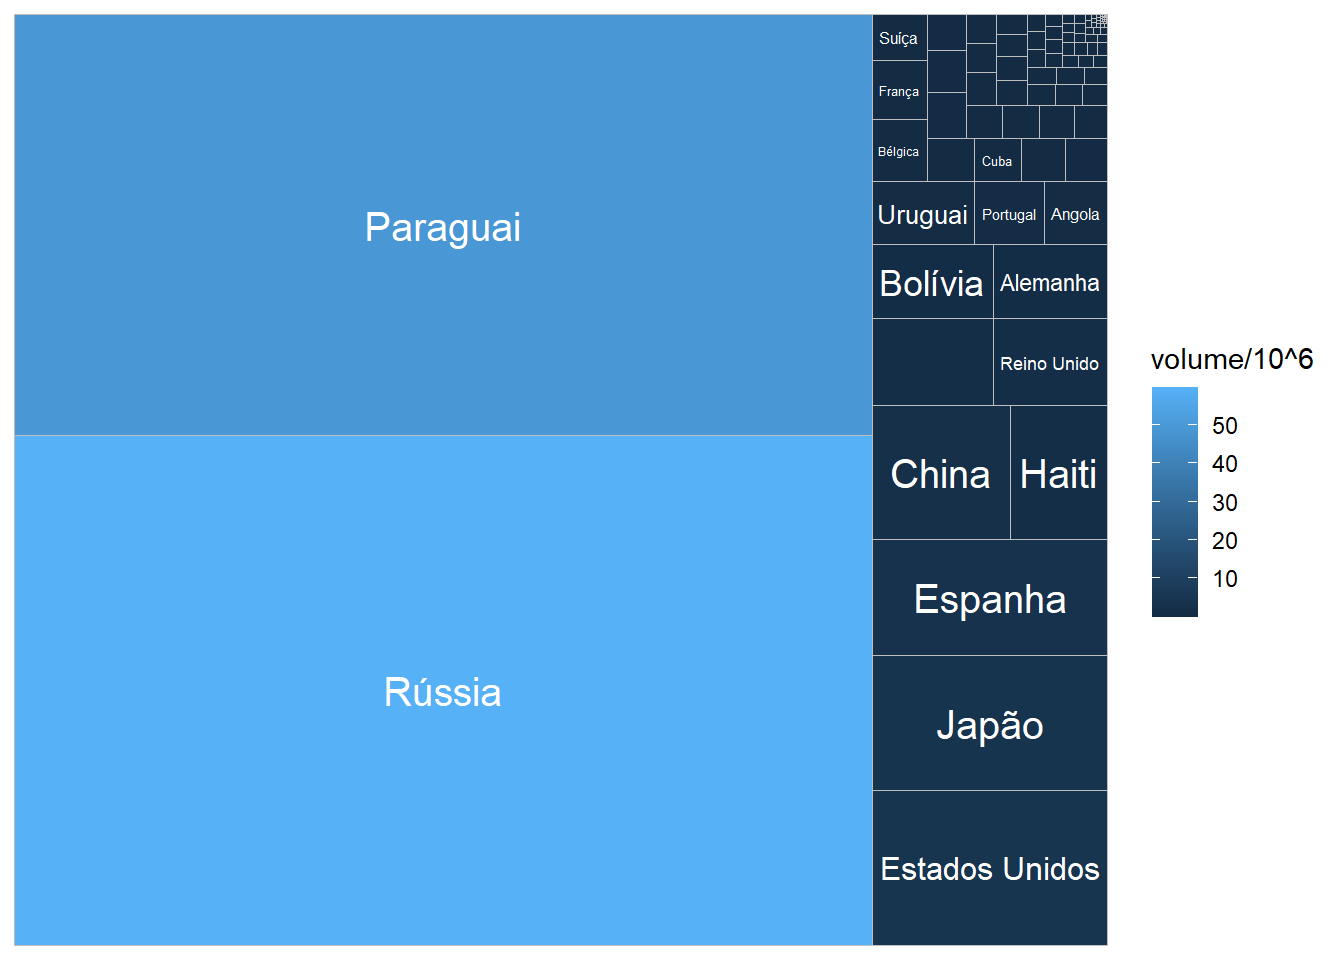 Paraguai
Rússia
Suíça
França
Bélgica
Cuba
Uruguai
Portugal
Angola
Bolívia
Alemanha
Reino Unido
China
Haiti
Espanha
Japão
Estados Unidos
volume/10^6
50
40
30
20
10